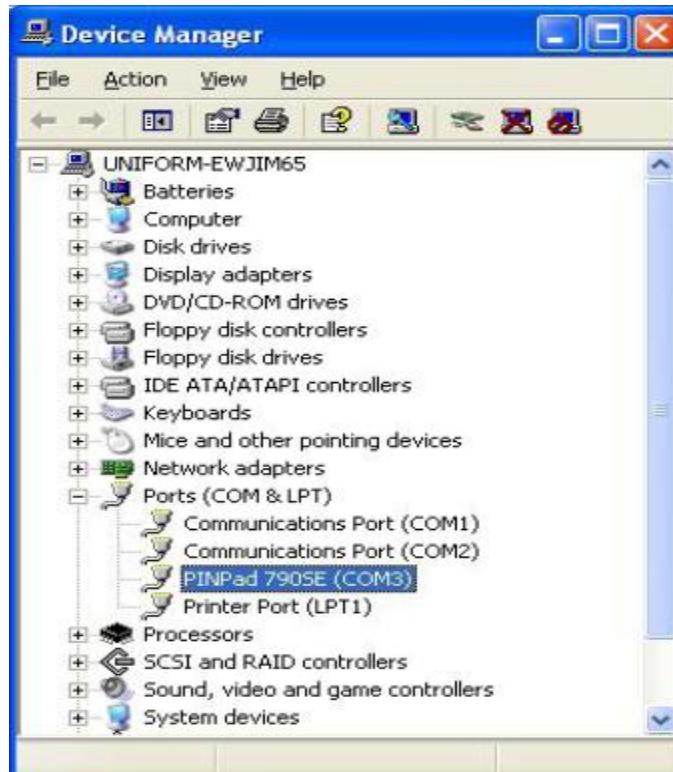 Device Manager
File Action View Help
UNIFORM-EWJIM65
Batteries
Computer
Disk drives
Display adapters
DVD/CD-ROM drives
Floppy disk controllers
Floppy disk drives
IDE ATA/ATAPI controllers
Keyboards
Mice and other pointing devices
Network adapters
Ports (COM & LPT)
Communications Port (COM1)
Communications Port (COM2)
PINPad 790SE (COM3)
Printer Port (LPT1)
Processors
SCSI and RAID controllers
Sound, video and game controllers
System devices